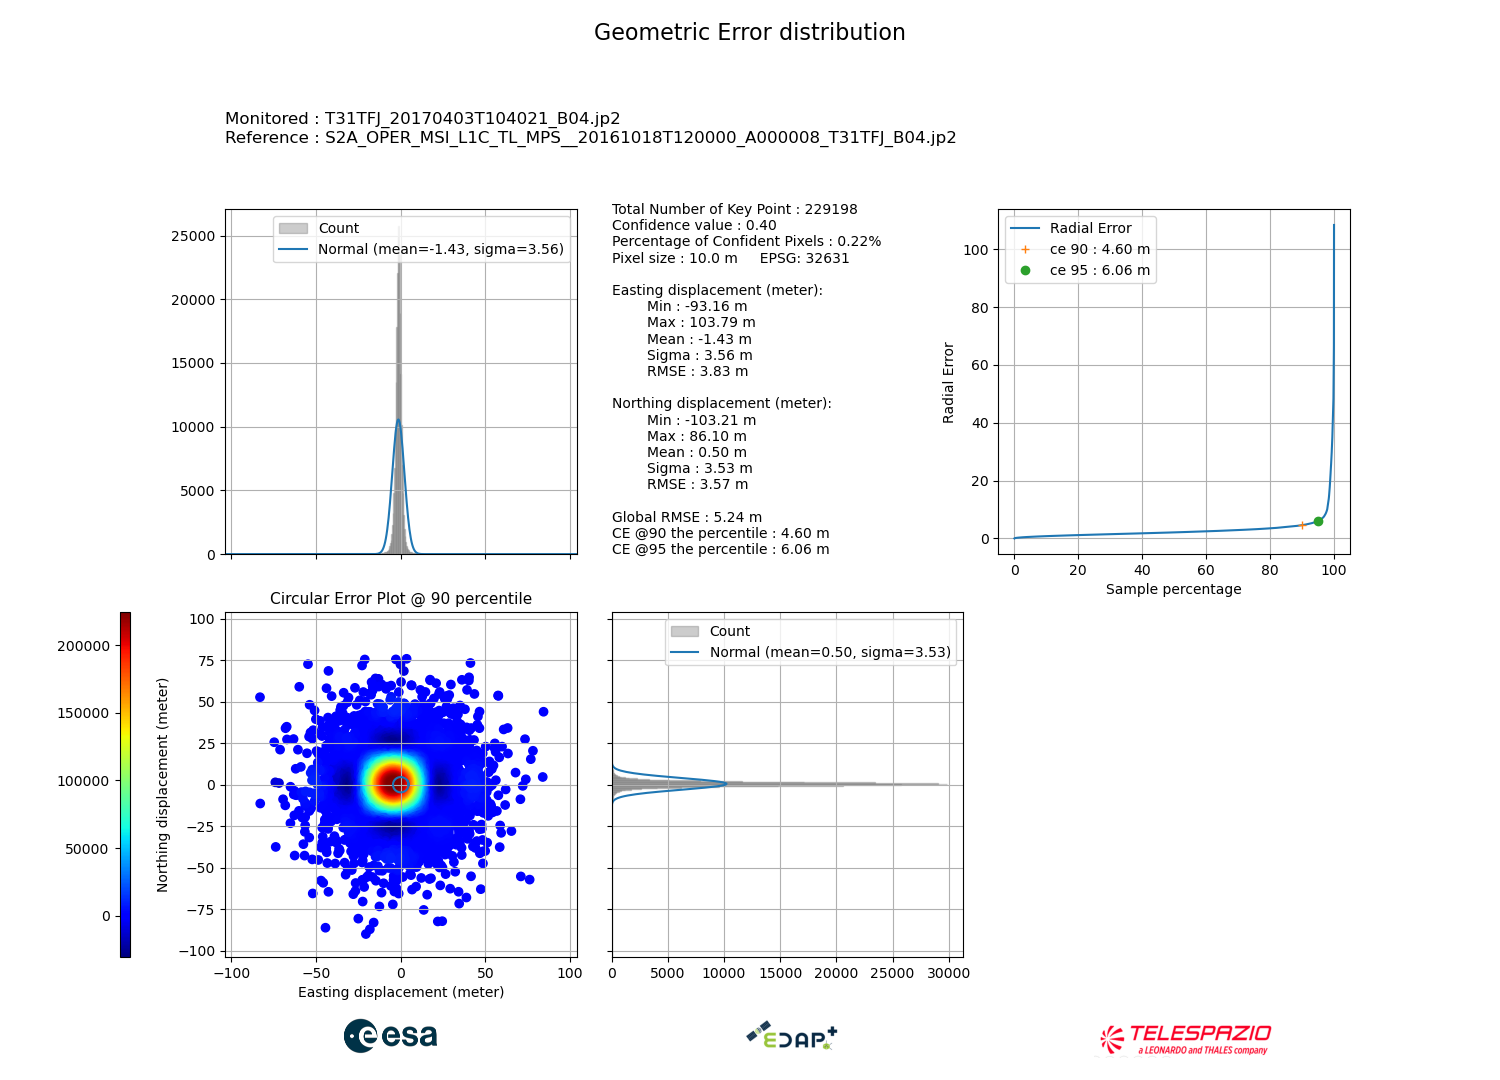 Geometric Error distribution
Monitored : T31TFJ_20170403T104021_B04.jp2
Reference : S2A_OPER_MSI_L1C_TL_MPS__20161018T120000_A000008_T31TFJ_B04.jp2
Count
Normal (mean=-1.43, sigma=3.56)
25000
20000
15000
10000
5000
0
Total Number of Key Point : 229198
Confidence value : 0.40
Percentage of Confident Pixels : 0.22%
Pixel size : 10.0 m EPSG: 32631
Easting displacement (meter):
Min : -93.16 m
Max : 103.79 m
Mean : -1.43 m
Sigma : 3.56 m
RMSE : 3.83 m
Northing displacement (meter):
Min : -103.21 m
Max : 86.10 m
Mean : 0.50 m
Sigma : 3.53 m
RMSE : 3.57 m
Global RMSE : 5.24 m
CE @90 the percentile : 4.60 m
CE @95 the percentile : 6.06 m
Radial Error
ce 90 : 4.60 m
ce 95 : 6.06 m
Radial Error
100
80
60
40
20
0
0 20 40 60 80 100
Sample percentage
200000
150000
100000
50000
0
Circular Error Plot @ 90 percentile
Northing displacement (meter)
100
75
50
25
0
−25
−50
−75
−100
−100 −50 0 50 100
Easting displacement (meter)
Count
Normal (mean=0.50, sigma=3.53)
0 5000 10000 15000 20000 25000 30000
esa
EDAP+
TELESPAZIO
a LEONARDO and THALES company